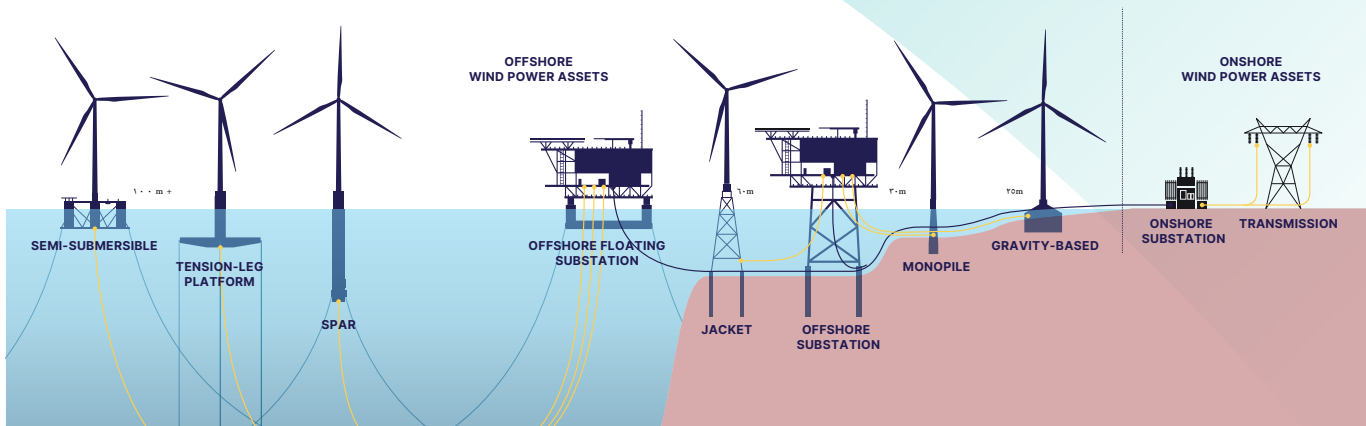 OFFSHORE
WIND POWER ASSETS
ONSHORE
WIND POWER ASSETS
١٠٠ m +
٦٠m
٣٠m
٢٥m
SEMI-SUBMERSIBLE
TENSION-LEG
PLATFORM
SPAR
OFFSHORE FLOATING
SUBSTATION
JACKET
OFFSHORE
SUBSTATION
MONOPILE
GRAVITY-BASED
ONSHORE
SUBSTATION
TRANSMISSION